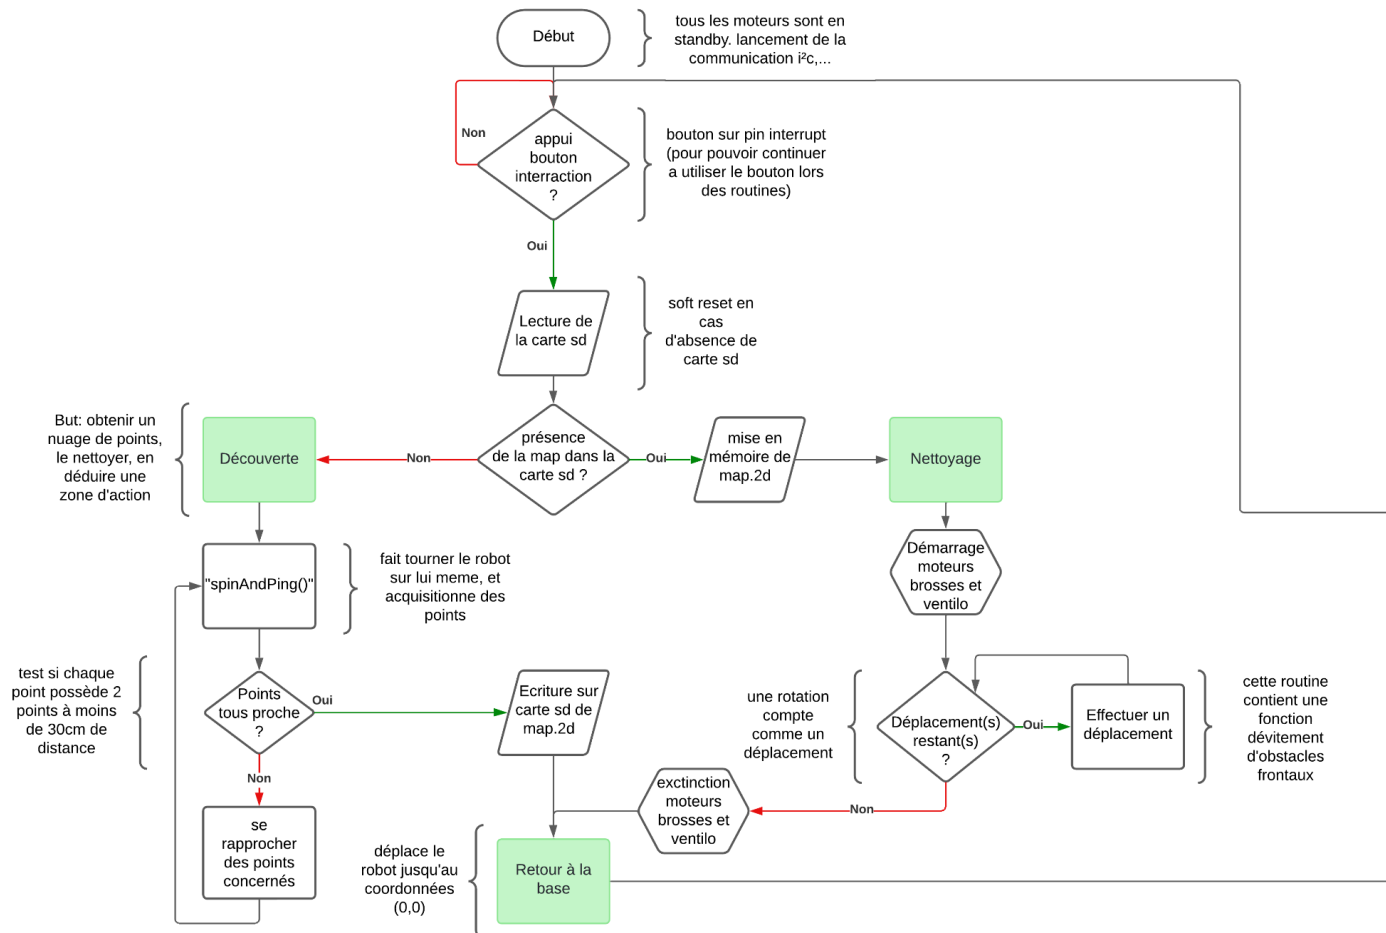 Début
tous les moteurs sont en
standby. lancement de la
communication i²c,...
Non
appui
bouton
interraction
?
bouton sur pin interrupt
(pour pouvoir continuer
a utiliser le bouton lors
des routines)
Oui
Lecture de
la carte sd
soft reset en
cas
d'absence de
carte sd
But: obtenir un
nuage de points,
le nettoyer, en
déduire une
zone d'action
Découverte
Non
présence
de la map dans la
carte sd ?
Oui
mise en
mémoire de
map.2d
Nettoyage
"spinAndPing()"
fait tourner le robot
sur lui meme, et
acquisitionne des
points
Démarrage
moteurs
brosses et
ventilo
test si chaque
point possède 2
points à moins
de 30cm de
distance
Points
tous proche
?
Oui
Ecriture sur
carte sd de
map.2d
une rotation
compte
comme un
déplacement
Déplacement(s)
restant(s)
?
Oui
Effectuer un
déplacement
cette routine
contient une
fonction
dévitement
d'obstacles
frontaux
Non
se
rapprocher
des points
concernés
exctinction
moteurs
brosses et
ventilo
Non
déplace le
robot jusqu'au
coordonnées
(0,0)
Retour à la
base